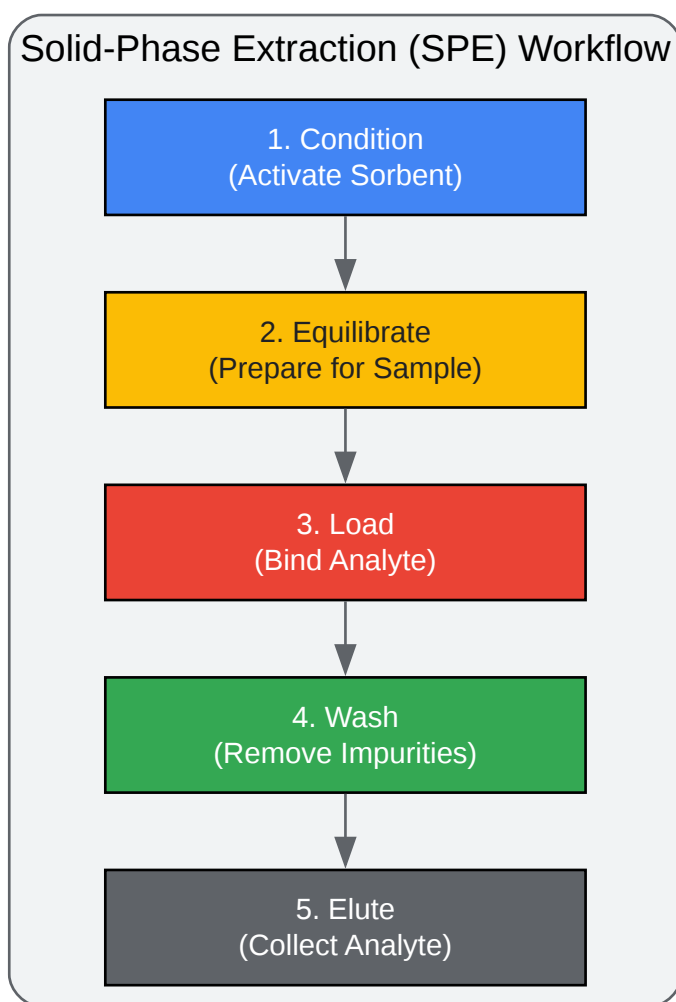 Solid-Phase Extraction (SPE) Workflow
1. Condition
(Activate Sorbent)
2. Equilibrate
(Prepare for Sample)
3. Load
(Bind Analyte)
4. Wash
(Remove Impurities)
5. Elute
(Collect Analyte)